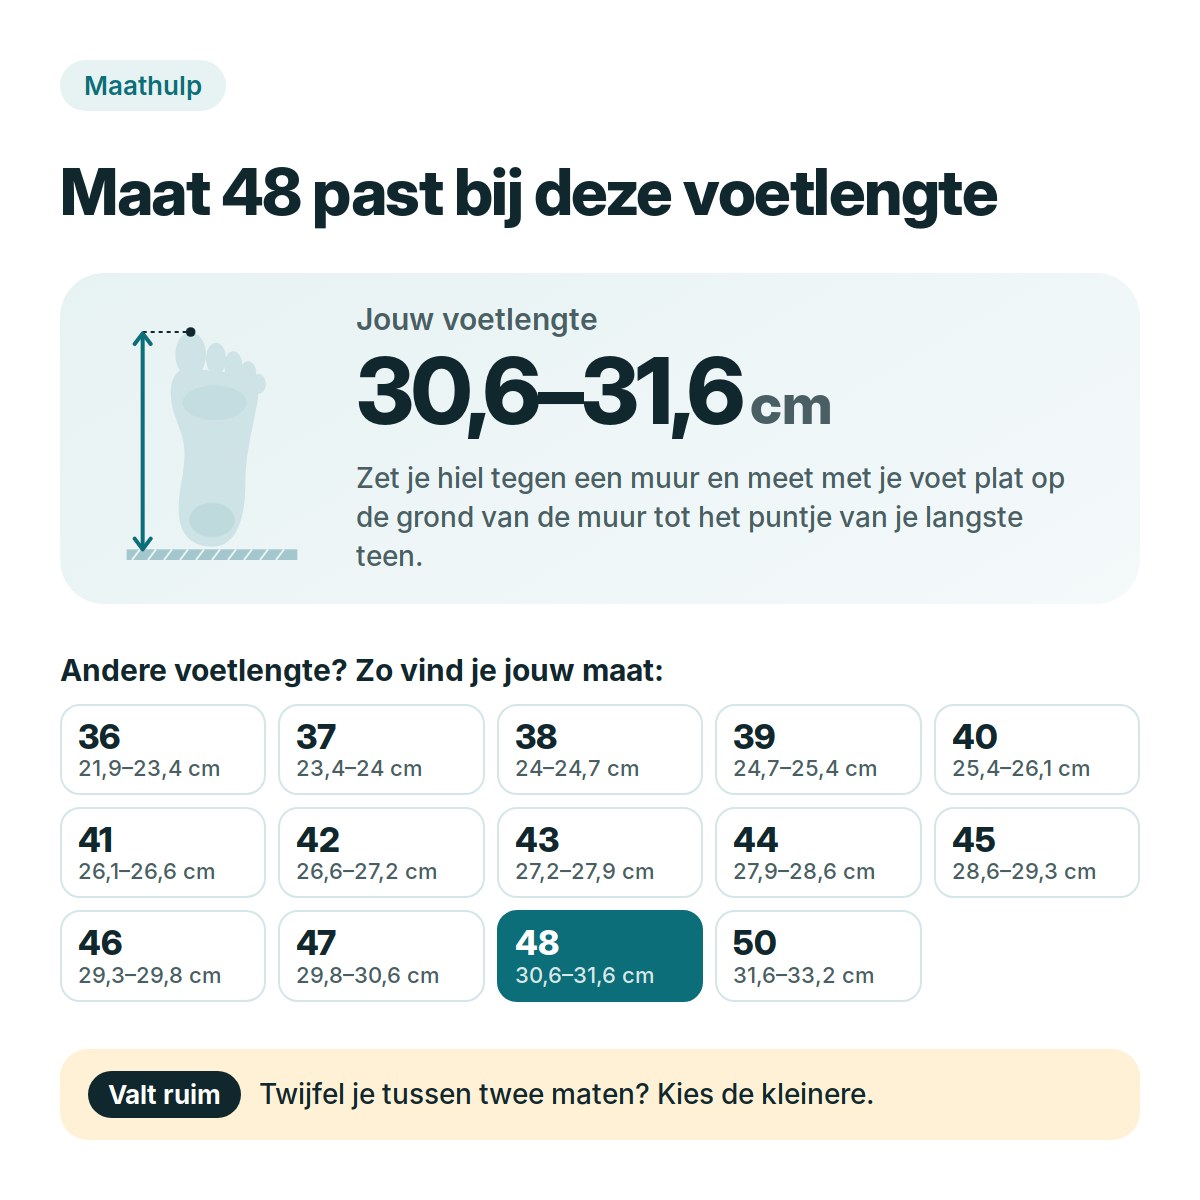 Maathulp
Maat 48 past bij deze voetlengte
Jouw voetlengte
30,6–31,6 cm
Zet je hiel tegen een muur en meet met je voet plat op
de grond van de muur tot het puntje van je langste
teen.
Andere voetlengte? Zo vind je jouw maat:
36
21,9–23,4 cm
37
23,4–24 cm
38
24–24,7 cm
39
24,7–25,4 cm
40
25,4–26,1 cm
41
26,1–26,6 cm
42
26,6–27,2 cm
43
27,2–27,9 cm
44
27,9–28,6 cm
45
28,6–29,3 cm
46
29,3–29,8 cm
47
29,8–30,6 cm
48
30,6–31,6 cm
50
31,6–33,2 cm
Valt ruim Twijfel je tussen twee maten? Kies de kleinere.